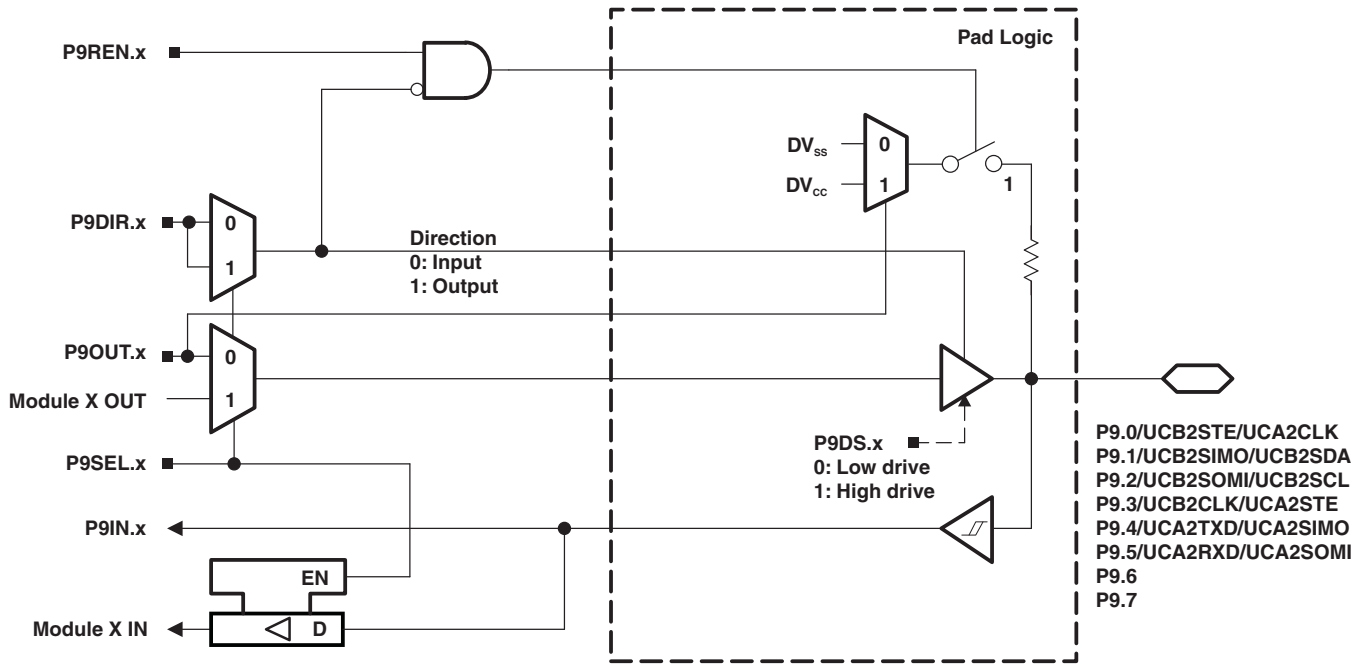 Pad Logic
P9REN.x
DVss
0
DVcc
1
1
P9DIR.x
0
1
Direction
0: Input
1: Output
P9OUT.x
0
Module X OUT
1
P9DS.x
0: Low drive
1: High drive
P9SEL.x
P9IN.x
EN
Module X IN
D
P9.0/UCB2STE/UCA2CLK
P9.1/UCB2SIMO/UCB2SDA
P9.2/UCB2SOMI/UCB2SCL
P9.3/UCB2CLK/UCA2STE
P9.4/UCA2TXD/UCA2SIMO
P9.5/UCA2RXD/UCA2SOMI
P9.6
P9.7